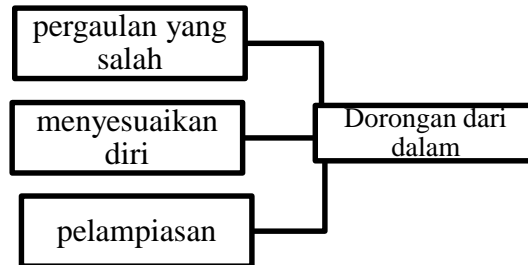 pergaulan yang
salah
menyesuaikan
diri
pelampiasan
Dorongan dari
dalam